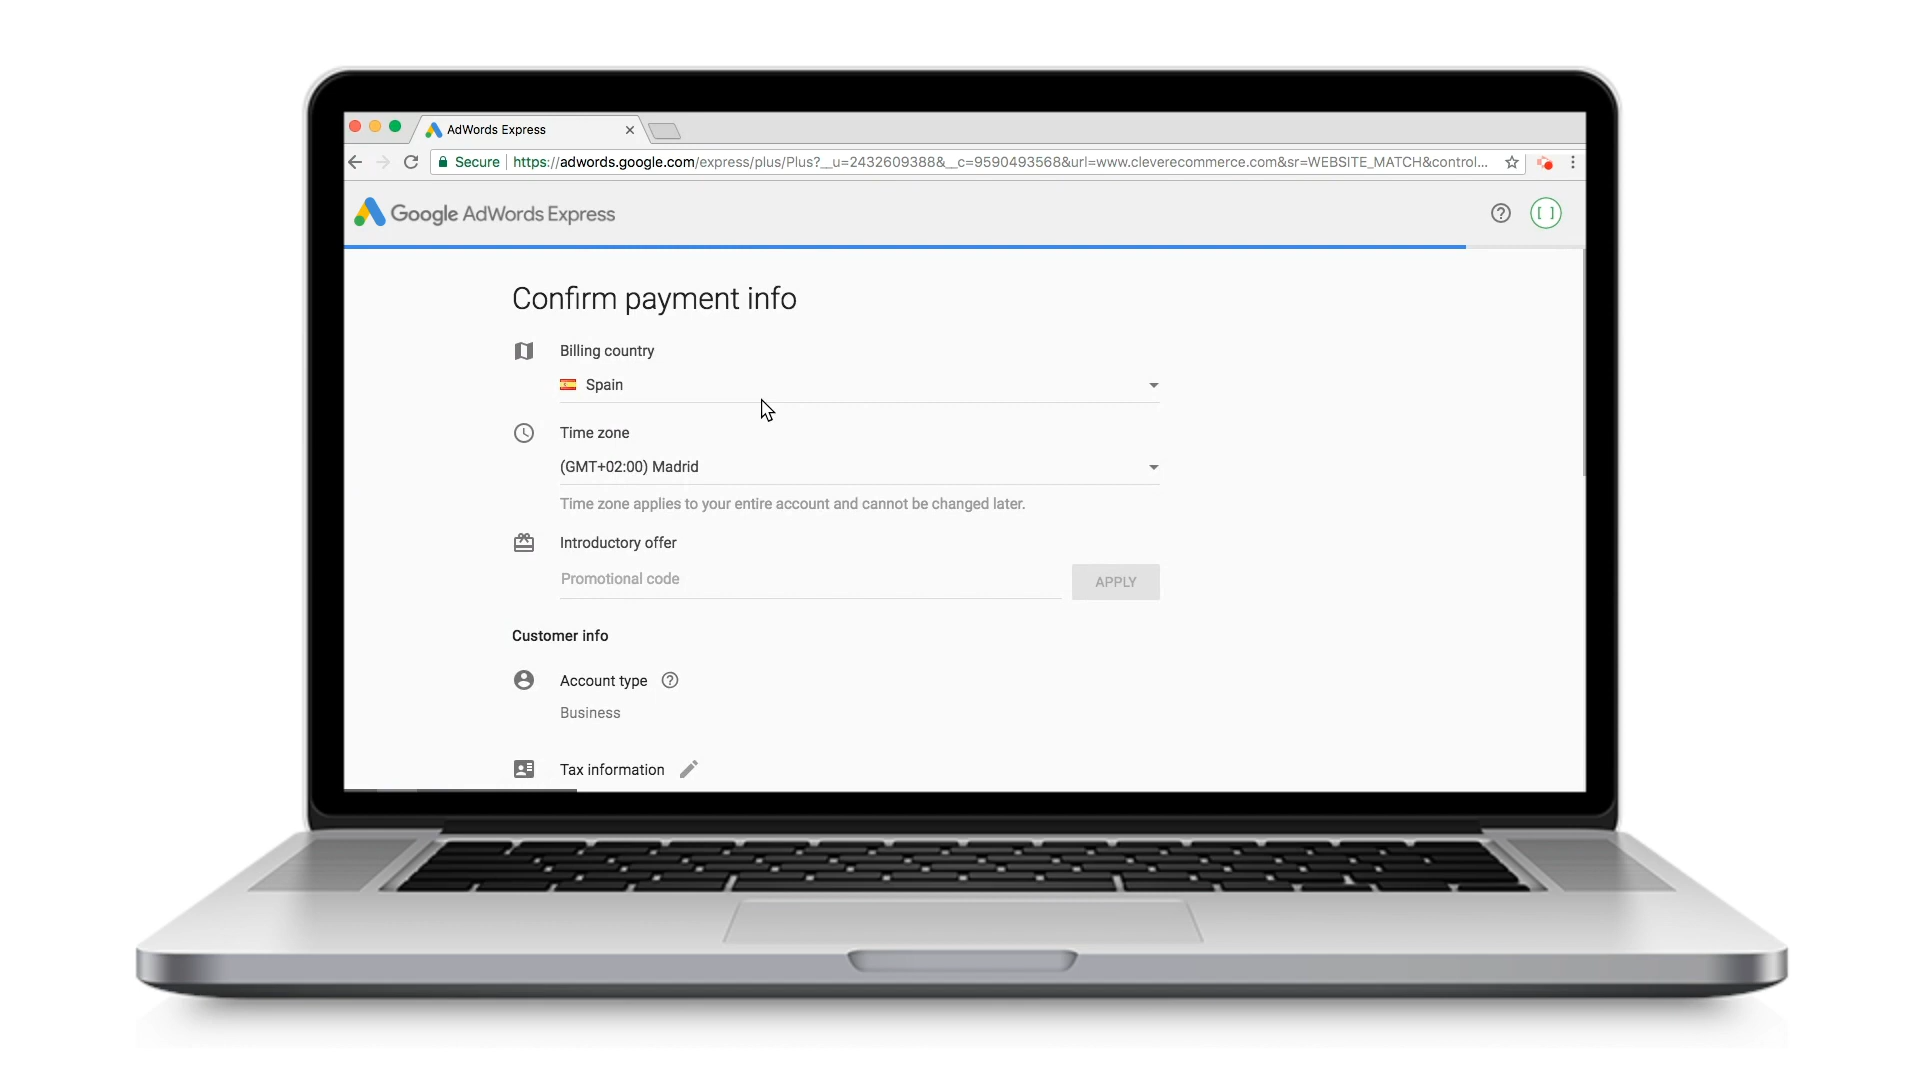 AdWords Express
Secure
https://adwords.google.com/express/plus/Plus?__u=2432609388&__c=9590493568&url=www.cleverecommerce.com&sr=WEBSITE_MATCH&control...
Google AdWords Express
Confirm payment info
Billing country
Spain
Time zone
(GMT+02:00) Madrid
Time zone applies to your entire account and cannot be changed later.
Introductory offer
Promotional code
APPLY
Customer info
Account type
Business
Tax information